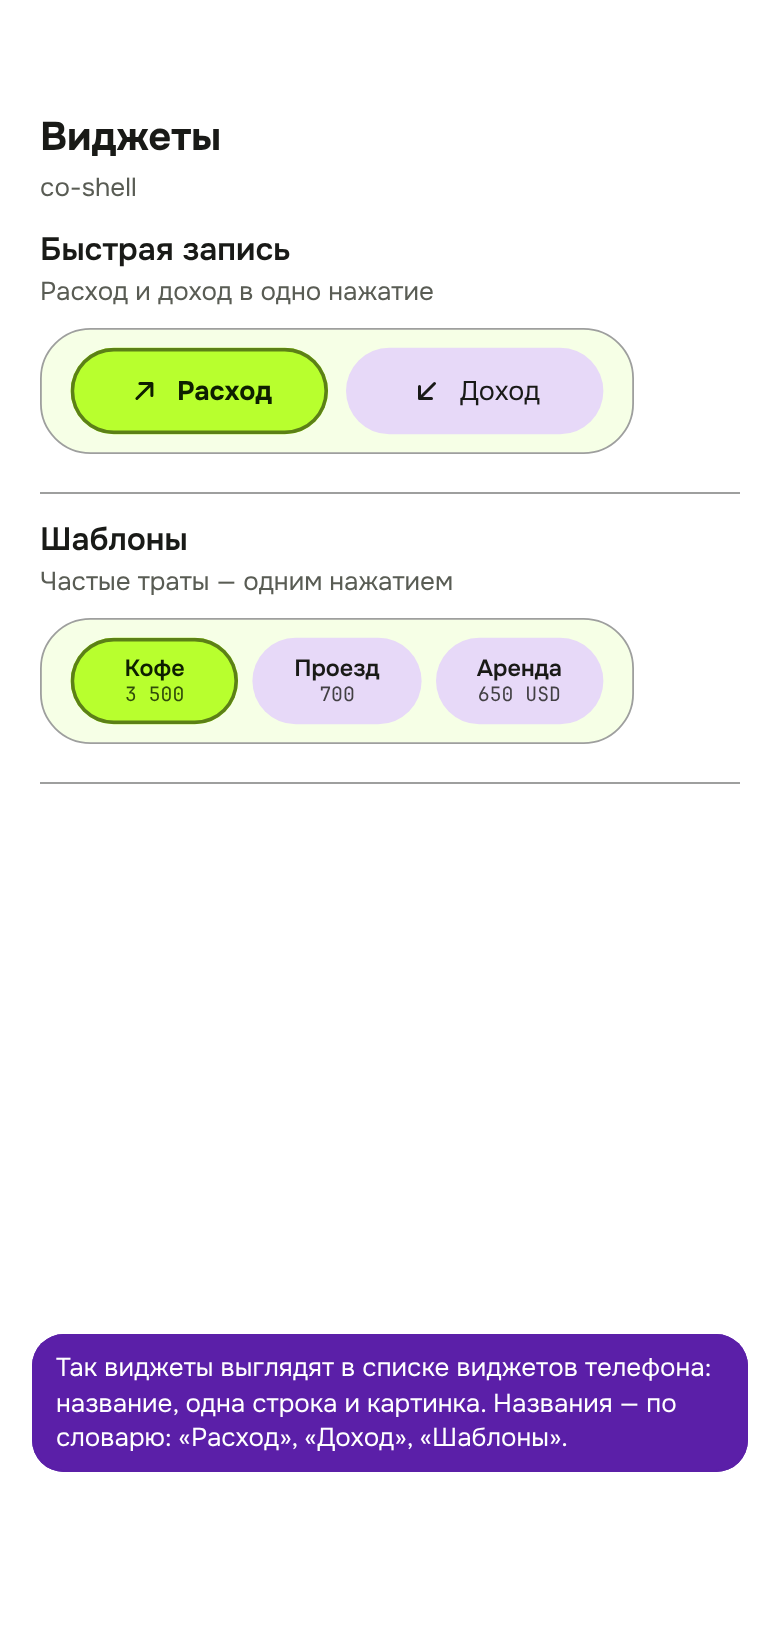 Виджеты
co-shell
Быстрая запись
Расход и доход в одно нажатие
Расход
Доход
Шаблоны
Частые траты — одним нажатием
Кофе
3 500
Проезд
700
Аренда
650 USD
Так виджеты выглядят в списке виджетов телефона:
название, одна строка и картинка. Названия — по
словарю: «Расход», «Доход», «Шаблоны».